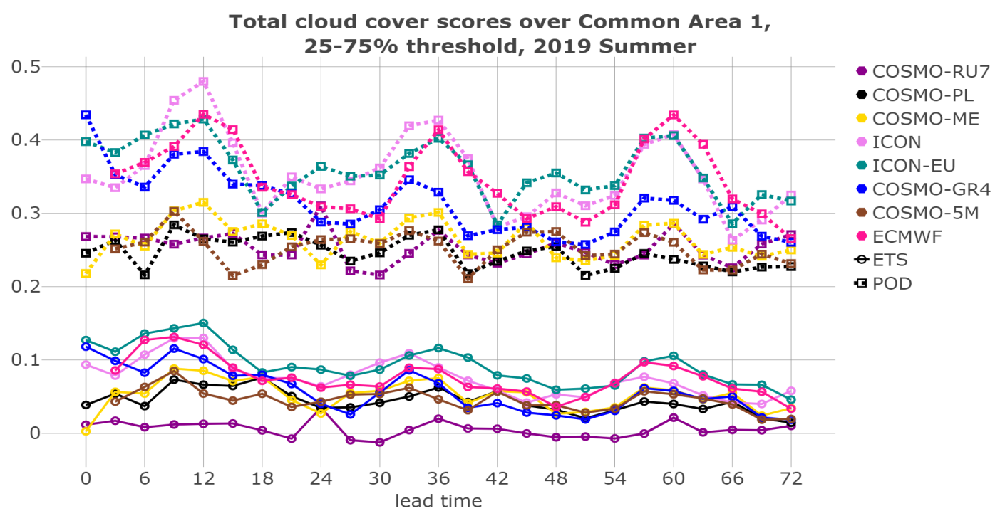 Total cloud cover scores over Common Area 1,
25-75% threshold, 2019 Summer
0.5
0.4
0.3
0.2
0.1
0
0 6 12 18 24 30 36 42 48 54 60 66 72
lead time
COSMO-RU7
COSMO-PL
COSMO-ME
ICON
ICON-EU
COSMO-GR4
COSMO-5M
ECMWF
ETS
POD